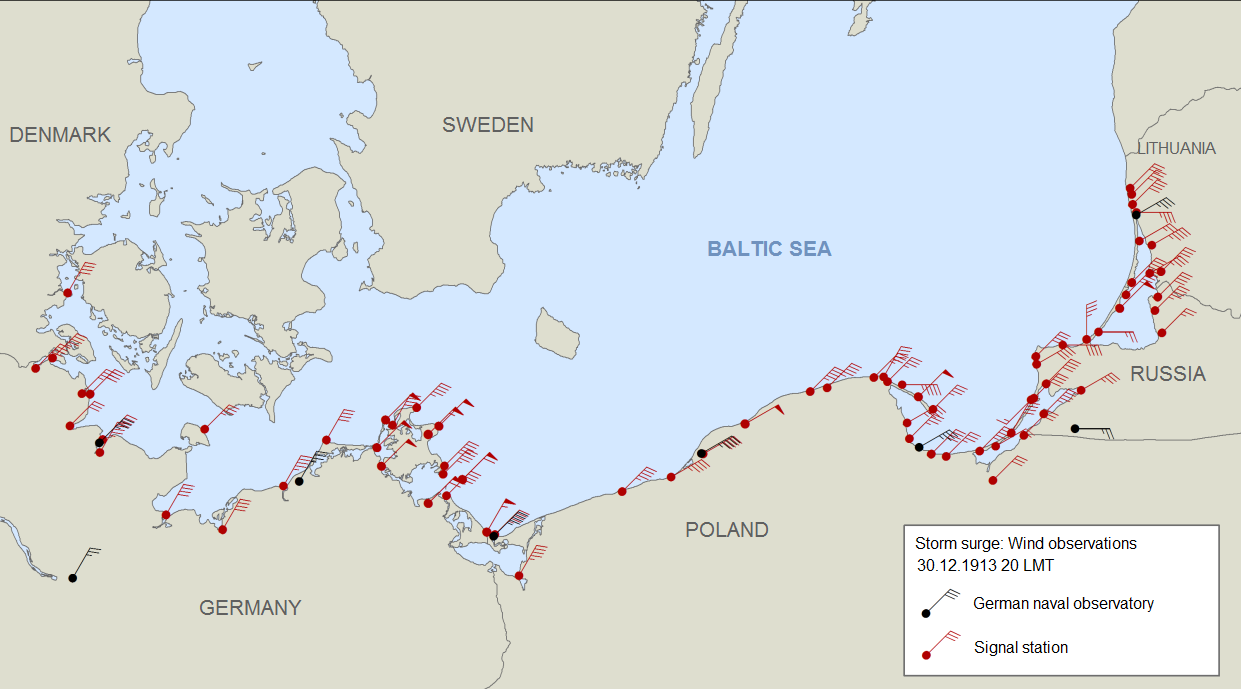 DENMARK
SWEDEN
LITHUANIA
BALTIC SEA
RUSSIA
POLAND
GERMANY
Storm surge: Wind observations
30.12.1913 20 LMT
German naval observatory
Signal station